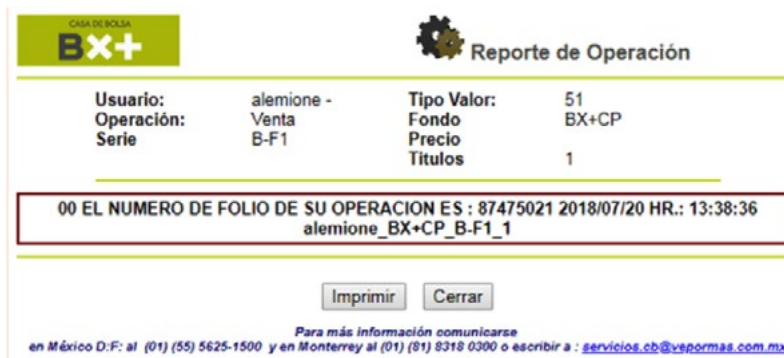 CASA DE BOLSA
BX+
Reporte de Operación
Usuario: alemione - Tipo Valor: 51
Operación: Venta Fondo BX+CP
Serie B-F1 Precio
Titulos 1
00 EL NUMERO DE FOLIO DE SU OPERACION ES : 87475021 2018/07/20 HR.: 13:38:36
alemione_BX+CP_B-F1_1
Imprimir Cerrar
Para más información comunicarse
en México D:F: al (01) (55) 5625-1500 y en Monterrey al (01) (81) 8318 0300 o escribir a : servicios.cb@vepormas.com.mx